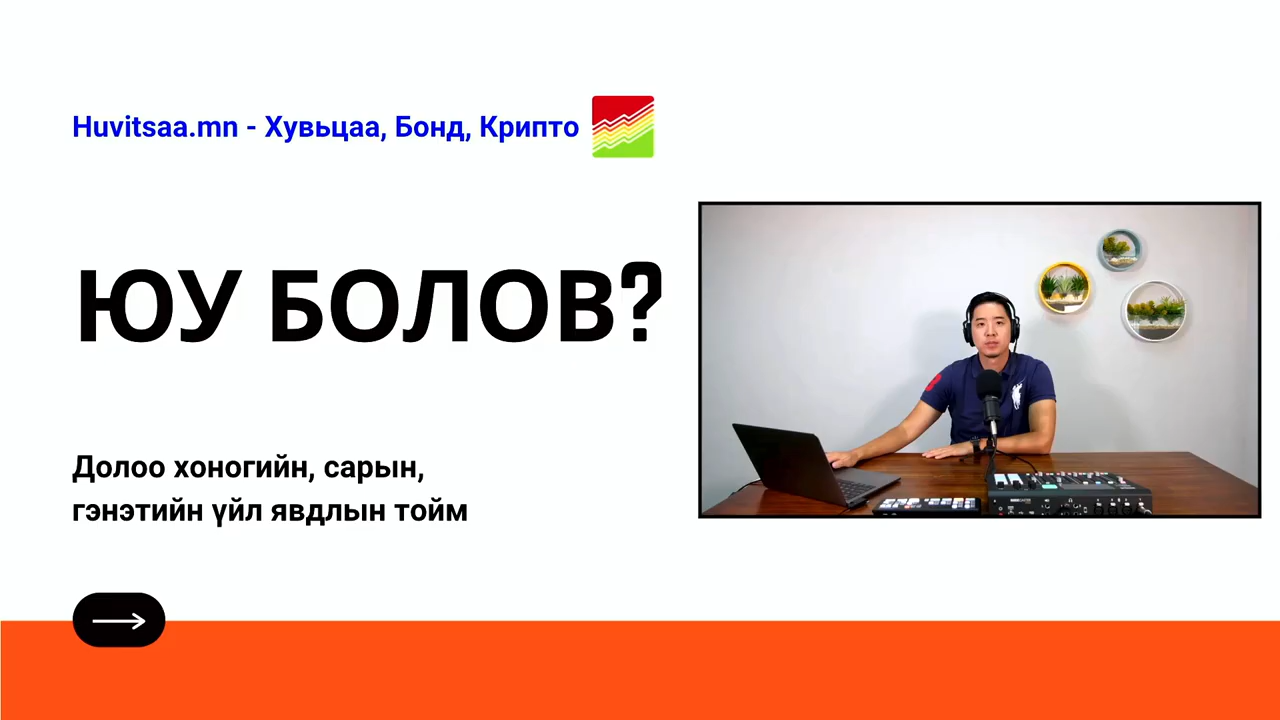 Huvitsaa.mn - Хувьцаа, Бонд, Крипто
ЮУ БОЛОВ?
Долоо хоногийн, сарын,
гэнэтийн үйл явдлын тойм